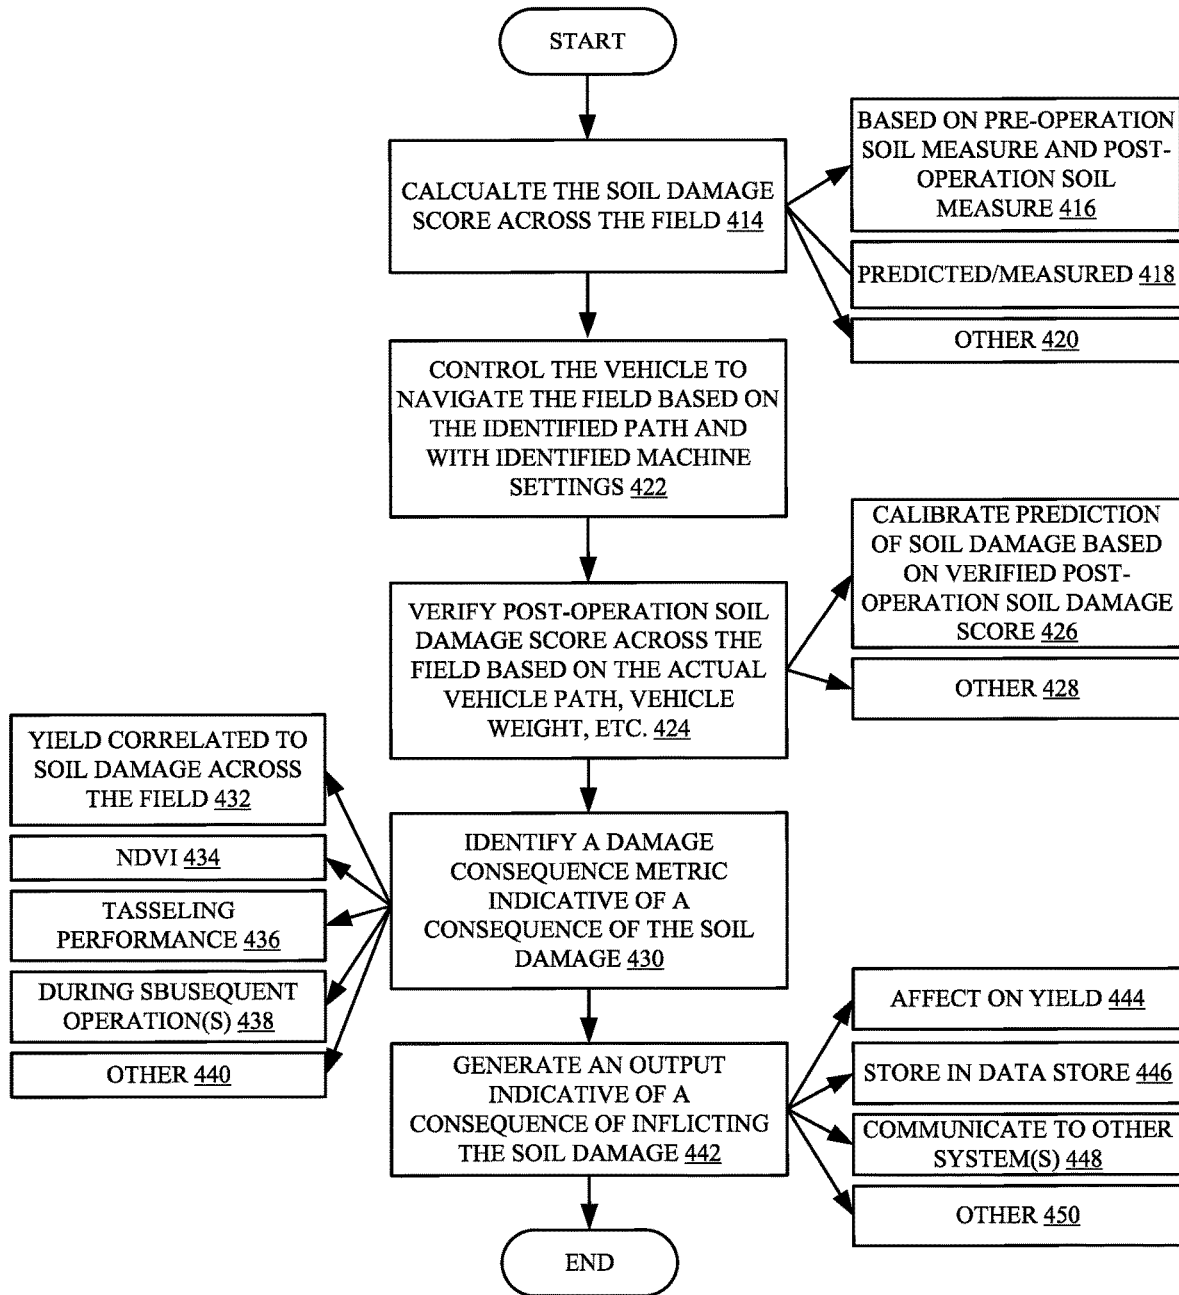 START
CALCUALTE THE SOIL DAMAGE
SCORE ACROSS THE FIELD 414
BASED ON PRE-OPERATION
SOIL MEASURE AND POST-
OPERATION SOIL
MEASURE 416
PREDICTED/MEASURED 418
OTHER 420
CONTROL THE VEHICLE TO
NAVIGATE THE FIELD BASED ON
THE IDENTIFIED PATH AND
WITH IDENTIFIED MACHINE
SETTINGS 422
VERIFY POST-OPERATION SOIL
DAMAGE SCORE ACROSS THE
FIELD BASED ON THE ACTUAL
VEHICLE PATH, VEHICLE
WEIGHT, ETC. 424
CALIBRATE PREDICTION
OF SOIL DAMAGE BASED
ON VERIFIED POST-
OPERATION SOIL DAMAGE
SCORE 426
OTHER 428
IDENTIFY A DAMAGE
CONSEQUENCE METRIC
INDICATIVE OF A
CONSEQUENCE OF THE SOIL
DAMAGE 430
YIELD CORRELATED TO
SOIL DAMAGE ACROSS
THE FIELD 432
NDVI 434
TASSELING
PERFORMANCE 436
DURING SBUSEQUENT
OPERATION(S) 438
OTHER 440
GENERATE AN OUTPUT
INDICATIVE OF A
CONSEQUENCE OF INFLICTING
THE SOIL DAMAGE 442
AFFECT ON YIELD 444
STORE IN DATA STORE 446
COMMUNICATE TO OTHER
SYSTEM(S) 448
OTHER 450
END